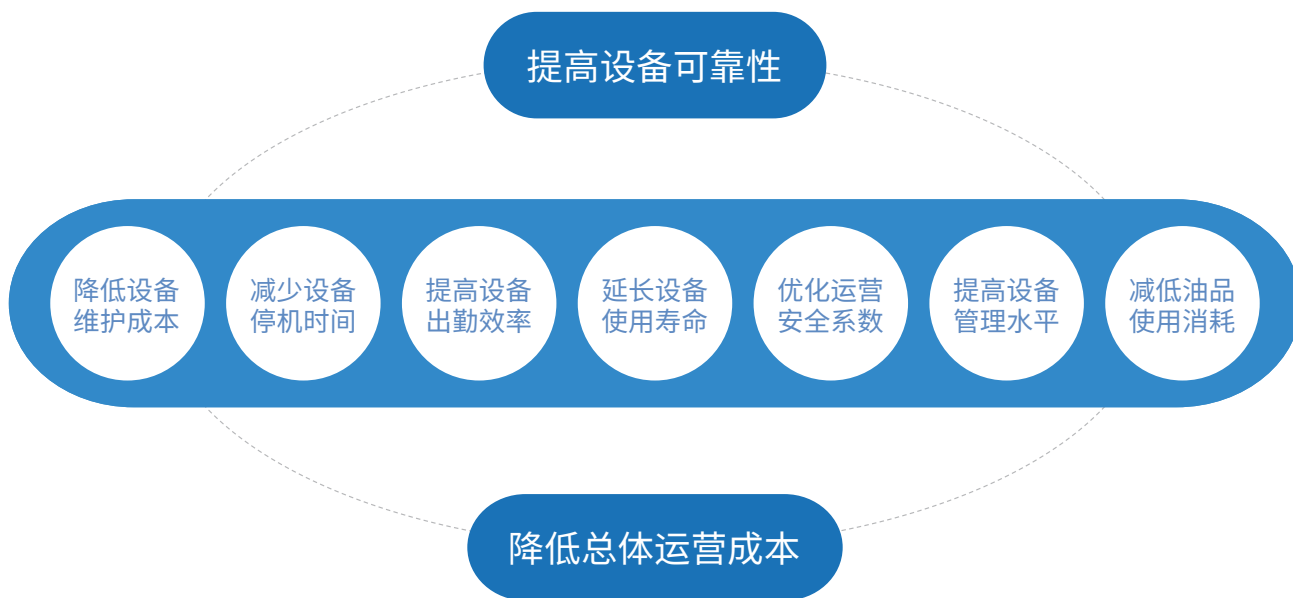 提高设备可靠性
降低设备
维护成本
减少设备
停机时间
提高设备
出勤效率
延长设备
使用寿命
优化运营
安全系数
提高设备
管理水平
减低油品
使用消耗
降低总体运营成本